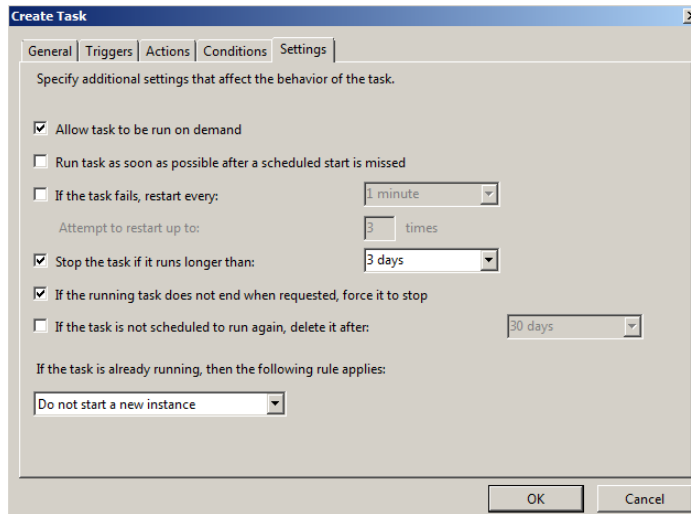 Create Task
General Triggers Actions Conditions Settings
Specify additional settings that affect the behavior of the task.
Allow task to be run on demand
Run task as soon as possible after a scheduled start is missed
If the task fails, restart every: 1 minute
Attempt to restart up to: 3 times
Stop the task if it runs longer than: 3 days
If the running task does not end when requested, force it to stop
If the task is not scheduled to run again, delete it after: 30 days
If the task is already running, then the following rule applies:
Do not start a new instance
OK Cancel